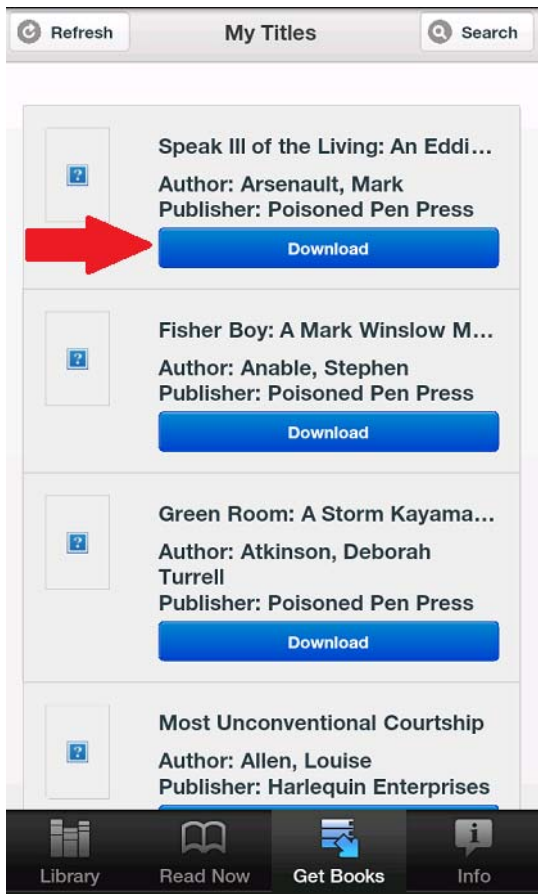 Refresh
My Titles
Search
Speak Ill of the Living: An Eddi...
Author: Arsenault, Mark
Publisher: Poisoned Pen Press
Download
Fisher Boy: A Mark Winslow M...
Author: Anable, Stephen
Publisher: Poisoned Pen Press
Download
Green Room: A Storm Kayama...
Author: Atkinson, Deborah
Turrell
Publisher: Poisoned Pen Press
Download
Most Unconventional Courtship
Author: Allen, Louise
Publisher: Harlequin Enterprises
Library
Read Now
Get Books
Info